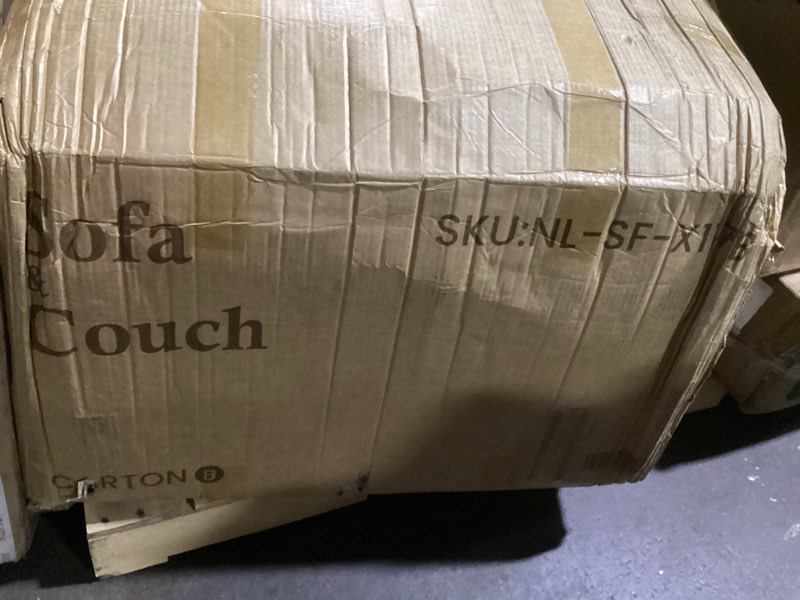 Sofa
&
Couch
SKU:NL-SF-X1
CARTON B